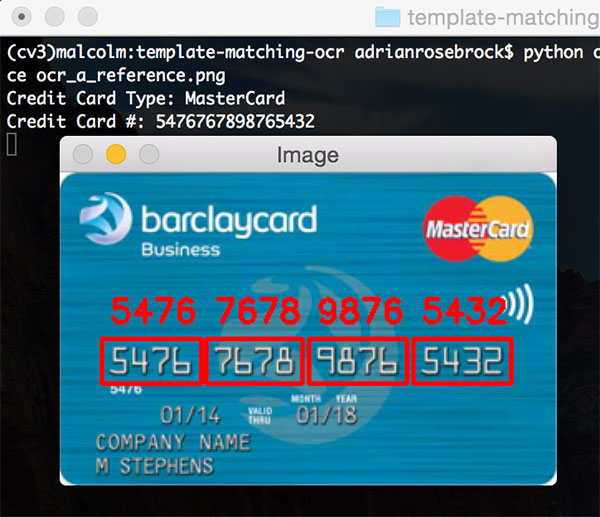 template-matching
(cv3)malcolm:template-matching-ocr adrianrosebrock$ python
ce ocr_a_reference.png
Credit Card Type: MasterCard
Credit Card #: 5476767898765432
Image
barclaycard
Business
MasterCard
5476 7678 9876 5432
5476 7678 9876 5432
5476
MONTH YEAR
01/14 VALID THRU 01/18
COMPANY NAME
M STEPHENS